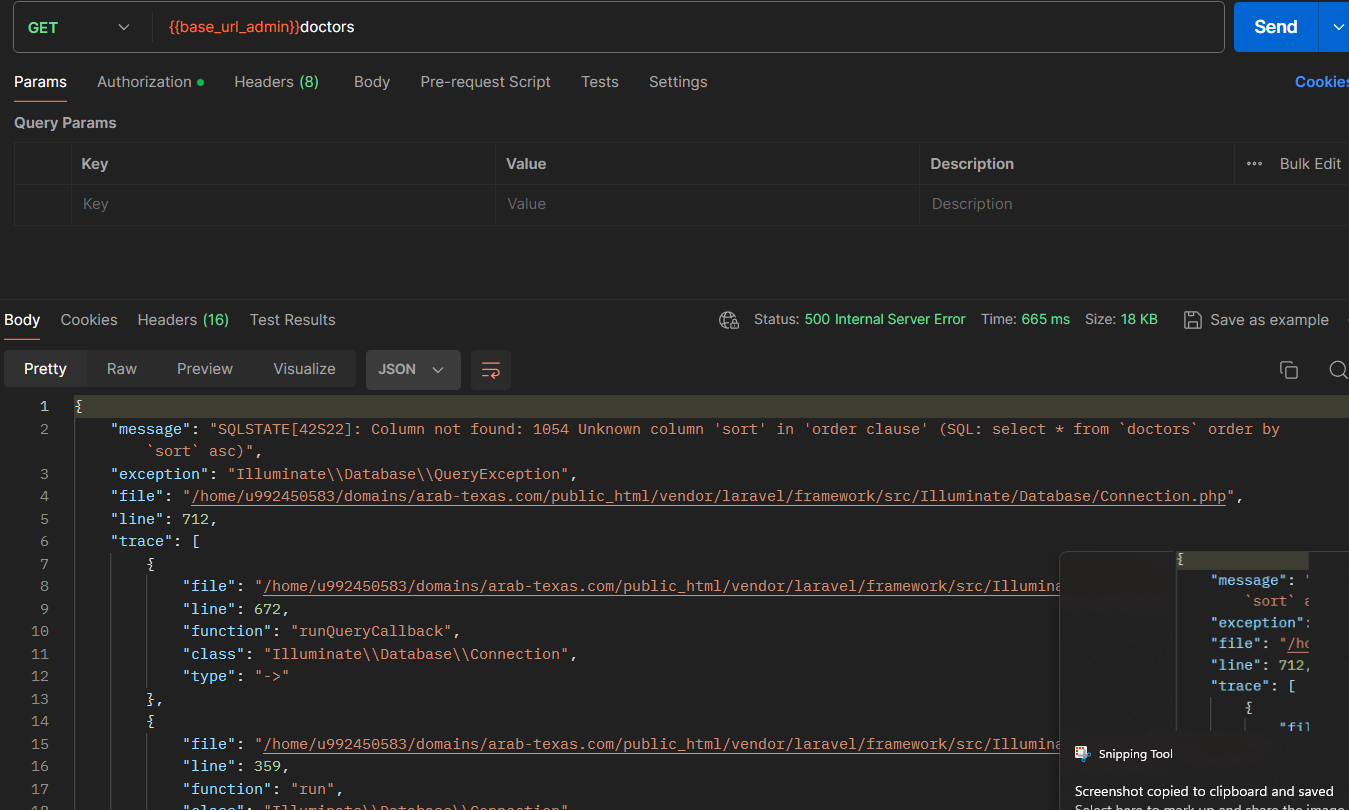 GET {{base_url_admin}}doctors Send
Params Authorization Headers (8) Body Pre-request Script Tests Settings Cookies
Query Params
Key Value Description Bulk Edit
Key Value Description
Body Cookies Headers (16) Test Results Status: 500 Internal Server Error Time: 665 ms Size: 18 KB Save as example
Pretty Raw Preview Visualize JSON
1 {
2 "message": "SQLSTATE[42S22]: Column not found: 1054 Unknown column 'sort' in 'order clause' (SQL: select * from `doctors` order by
`sort` asc)",
3 "exception": "Illuminate\\Database\\QueryException",
4 "file": "/home/u992450583/domains/arab-texas.com/public_html/vendor/laravel/framework/src/Illuminate/Database/Connection.php",
5 "line": 712,
6 "trace": [
7 {
8 "file": "/home/u992450583/domains/arab-texas.com/public_html/vendor/laravel/framework/src/Illumina
9 "line": 672,
10 "function": "runQueryCallback",
11 "class": "Illuminate\\Database\\Connection",
12 "type": "->"
13 },
14 {
15 "file": "/home/u992450583/domains/arab-texas.com/public_html/vendor/laravel/framework/src/Illumina
16 "line": 359,
17 "function": "run",
18 "class": "Illuminate\\Database\\Connection"
{
"message": "
`sort` a
"exception":
"file": "/ho
"line": 712,
"trace": [
{
"fil
Snipping Tool
Screenshot copied to clipboard and saved
Select here to mark up and share the image